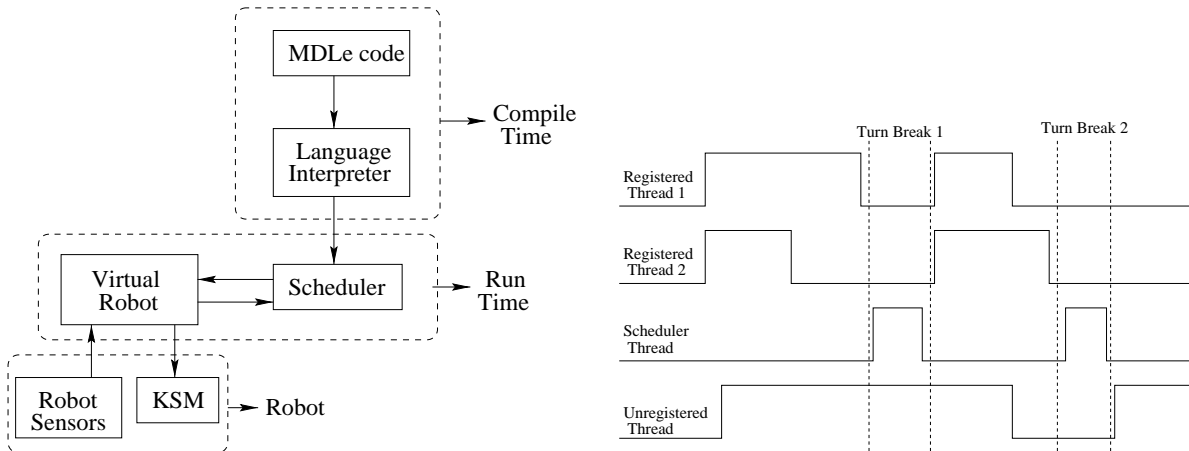 MDLe code
Language
Interpreter
Compile
Time
Virtual
Robot
Scheduler
Run
Time
Robot
Sensors
KSM
Robot
Turn Break 1
Turn Break 2
Registered
Thread 1
Registered
Thread 2
Scheduler
Thread
Unregistered
Thread